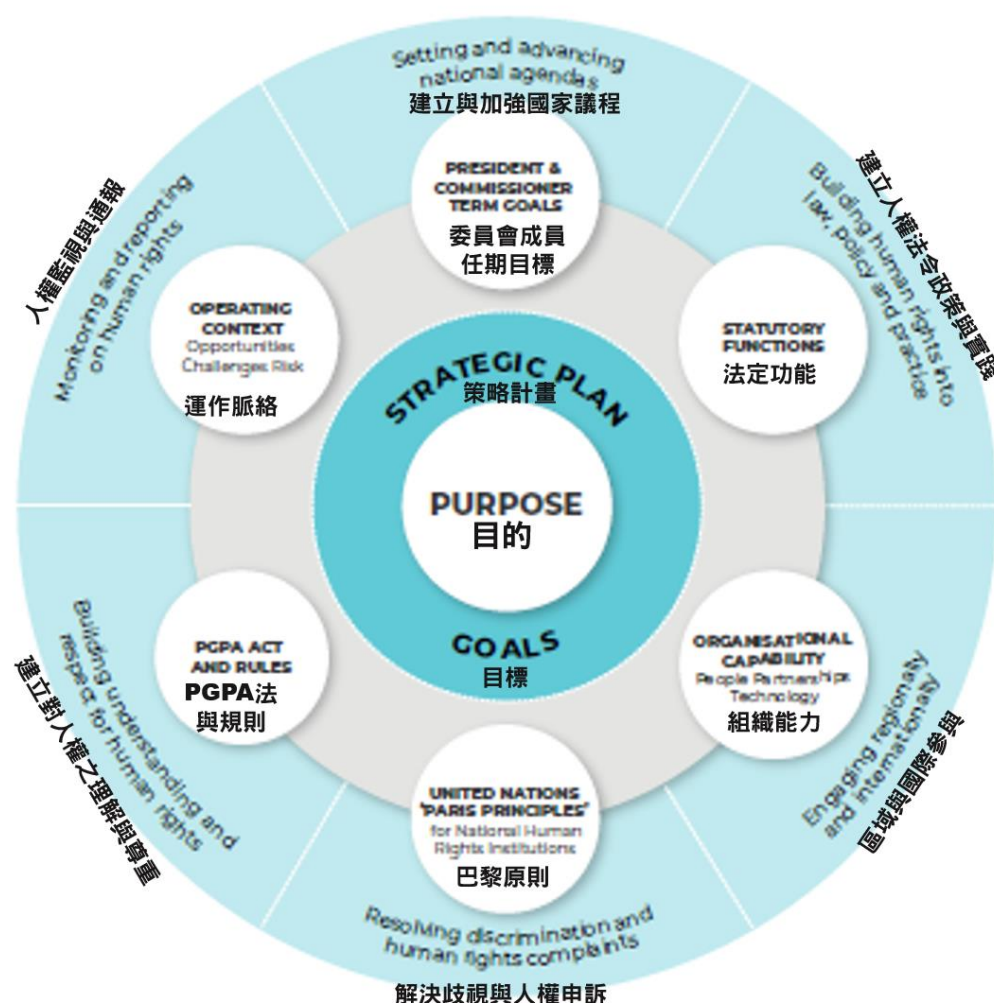 Setting and advancing
national agendas
建立與加強國家議程
Building human rights into
law, policy and practice
建立人權法令政策與實踐
Engaging regionally
and internationally
區域與國際參與
Resolving discrimination and
human rights complaints
解決歧視與人權申訴
Building understanding and
respect for human rights
建立對人權之理解與尊重
Monitoring and reporting
on human rights
人權監視與通報
PRESIDENT &
COMMISSIONER
TERM GOALS
委員會成員
任期目標
STATUTORY
FUNCTIONS
法定功能
ORGANISATIONAL
CAPABILITY
People Partnerships
Technology
組織能力
UNITED NATIONS
'PARIS PRINCIPLES'
for National Human
Rights Institutions
巴黎原則
PGPA ACT
AND RULES
PGPA法
與規則
OPERATING
CONTEXT
Opportunities
Challenges Risk
運作脈絡
STRATEGIC PLAN
策略計畫
PURPOSE
目的
GOALS
目標